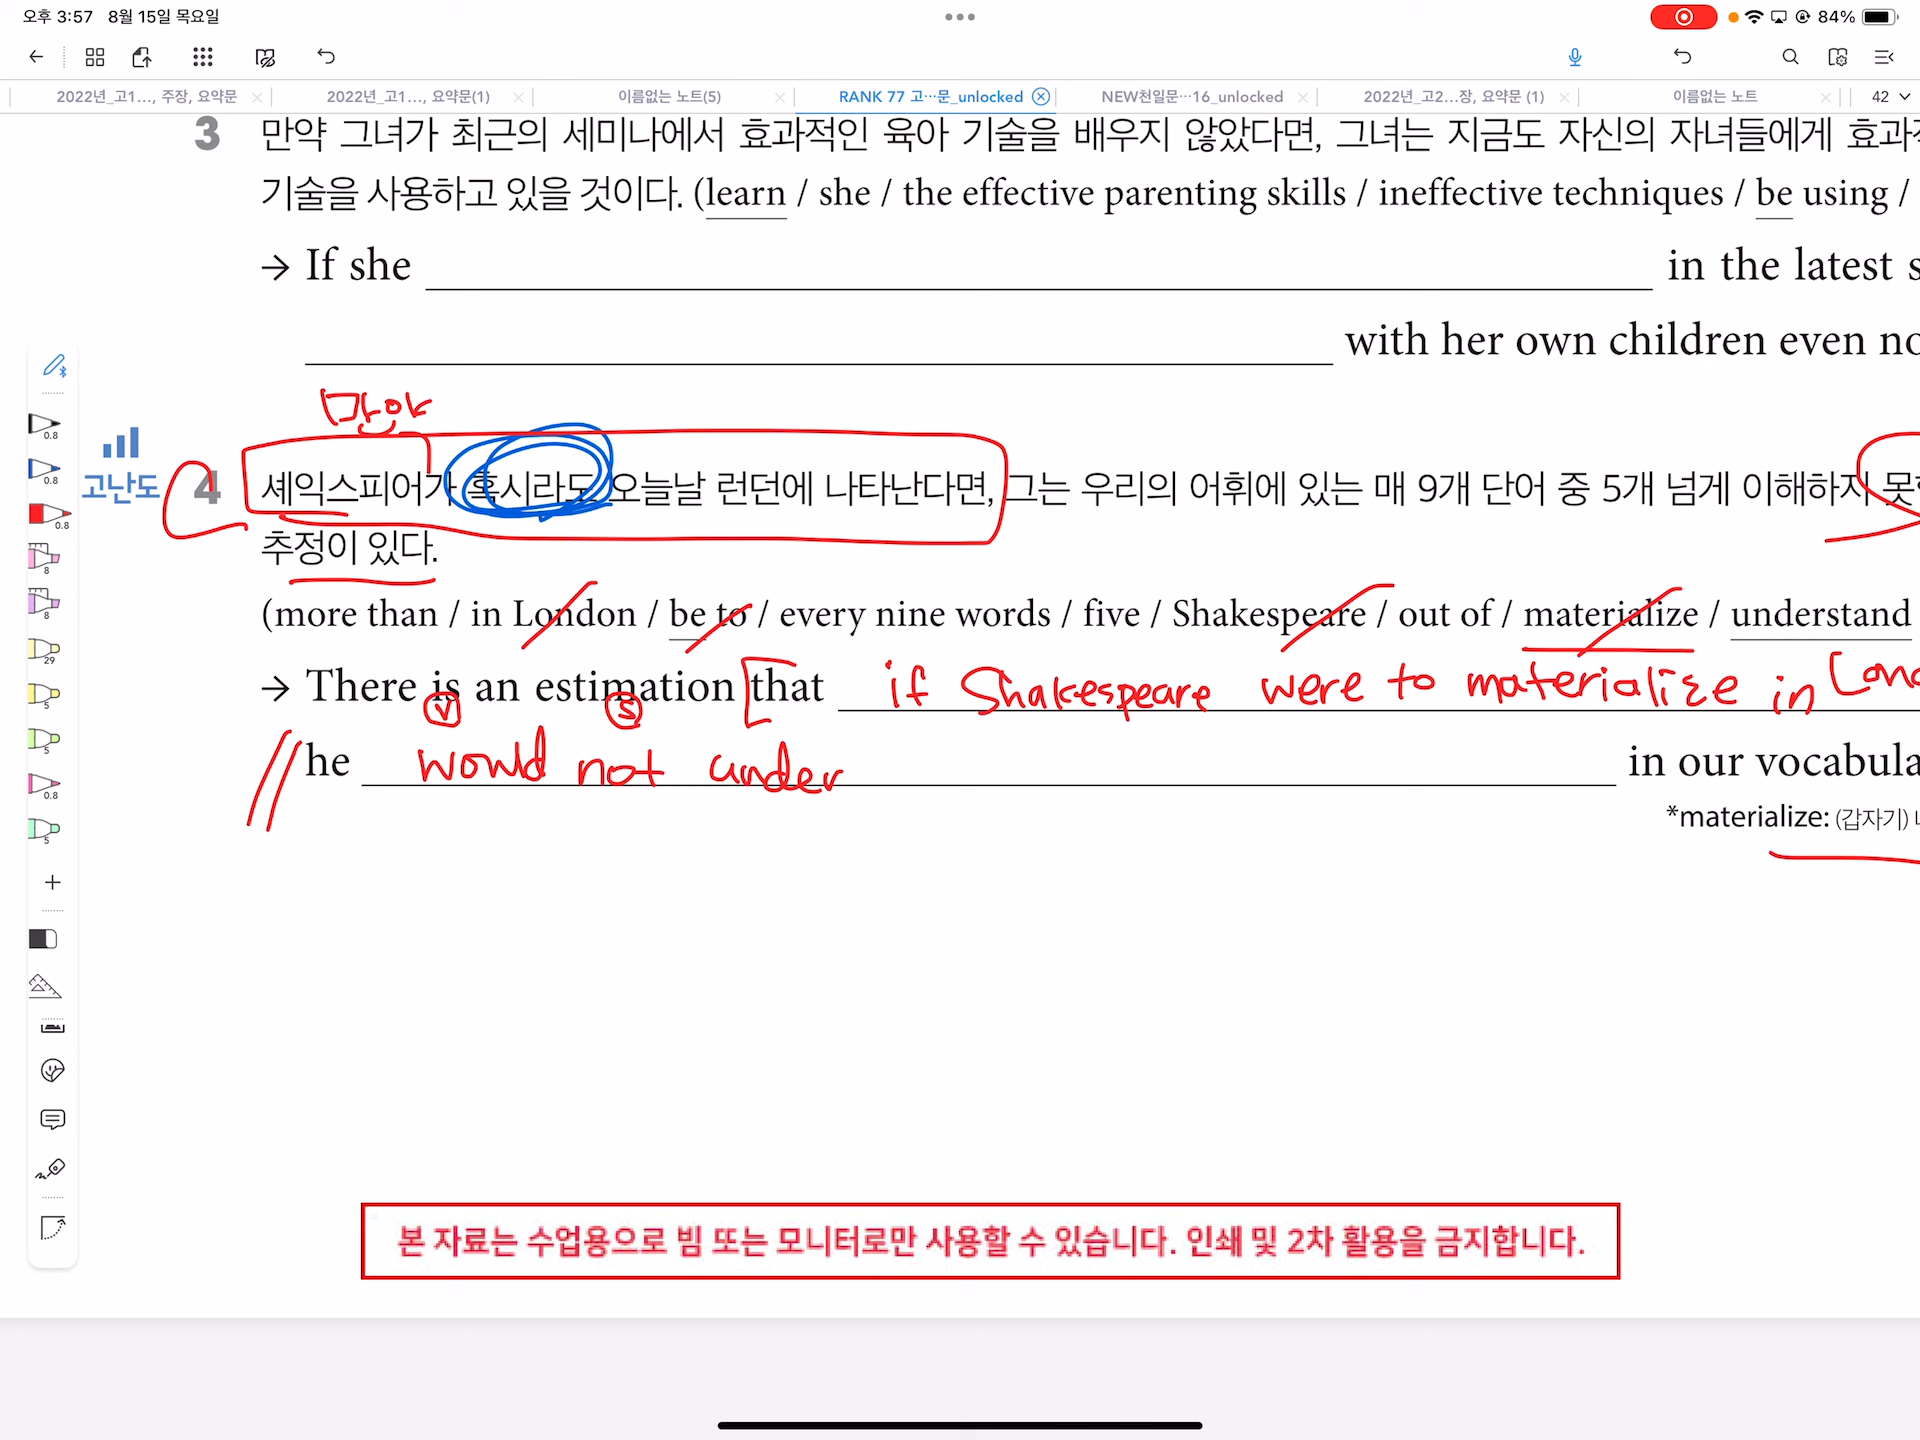 오후 3:57 8월 15일 목요일
84%
2022년_고1..., 주장, 요약문
2022년_고1..., 요약문(1)
이름없는 노트(5)
RANK 77 고…문_unlocked
NEW천일문…16_unlocked
2022년_고2...장, 요약문 (1)
이름없는 노트
42
3 만약 그녀가 최근의 세미나에서 효과적인 육아 기술을 배우지 않았다면, 그녀는 지금도 자신의 자녀들에게
기술을 사용하고 있을 것이다. (learn / she / the effective parenting skills / ineffective techniques / be using /
→ If she in the latest
with her own children even
만약
고난도
4 셰익스피어가 혹시라도 오늘날 런던에 나타난다면, 그는 우리의 어휘에 있는 매 9개 단어 중 5개 넘게 이해하지
추정이 있다.
(more than / in London / be to / every nine words / five / Shakespeare / out of / materialize / understand
→ There is an estimation that if Shakespeare were to materialize in
V S
he would not under in our
*materialize: (갑자기)
0.8
0.8
0.8
8
8
29
5
5
0.8
5
본 자료는 수업용으로 빔 또는 모니터로만 사용할 수 있습니다. 인쇄 및 2차 활용을 금지합니다.